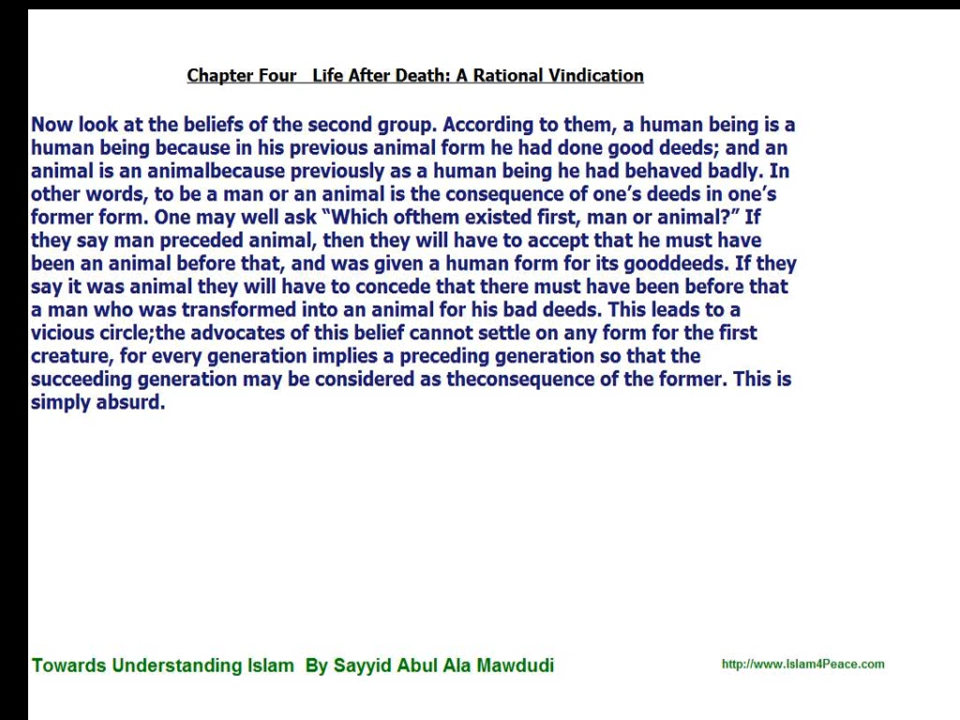 Chapter Four   Life After Death: A Rational Vindication
Now look at the beliefs of the second group. According to them, a human being is a
human being because in his previous animal form he had done good deeds; and an
animal is an animalbecause previously as a human being he had behaved badly. In
other words, to be a man or an animal is the consequence of one’s deeds in one’s
former form. One may well ask “Which ofthem existed first, man or animal?” If
they say man preceded animal, then they will have to accept that he must have
been an animal before that, and was given a human form for its gooddeeds. If they
say it was animal they will have to concede that there must have been before that
a man who was transformed into an animal for his bad deeds. This leads to a
vicious circle;the advocates of this belief cannot settle on any form for the first
creature, for every generation implies a preceding generation so that the
succeeding generation may be considered as theconsequence of the former. This is
simply absurd.
Towards Understanding Islam  By Sayyid Abul Ala Mawdudi
http://www.Islam4Peace.com